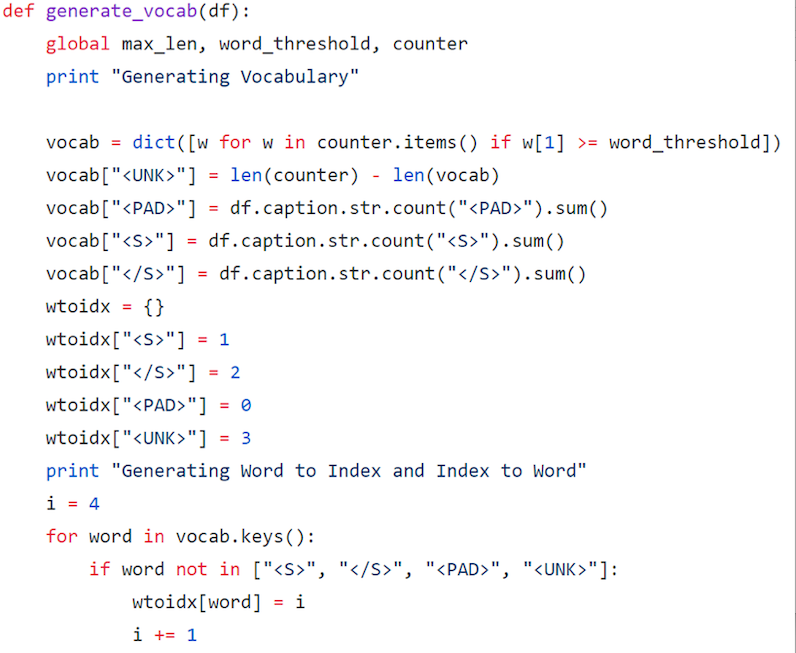 def generate_vocab(df):
    global max_len, word_threshold, counter
    print "Generating Vocabulary"

    vocab = dict([w for w in counter.items() if w[1] >= word_threshold])
    vocab["<UNK>"] = len(counter) - len(vocab)
    vocab["<PAD>"] = df.caption.str.count("<PAD>").sum()
    vocab["<S>"] = df.caption.str.count("<S>").sum()
    vocab["</S>"] = df.caption.str.count("</S>").sum()
    wtoidx = {}
    wtoidx["<S>"] = 1
    wtoidx["</S>"] = 2
    wtoidx["<PAD>"] = 0
    wtoidx["<UNK>"] = 3
    print "Generating Word to Index and Index to Word"
    i = 4
    for word in vocab.keys():
        if word not in ["<S>", "</S>", "<PAD>", "<UNK>"]:
            wtoidx[word] = i
            i += 1